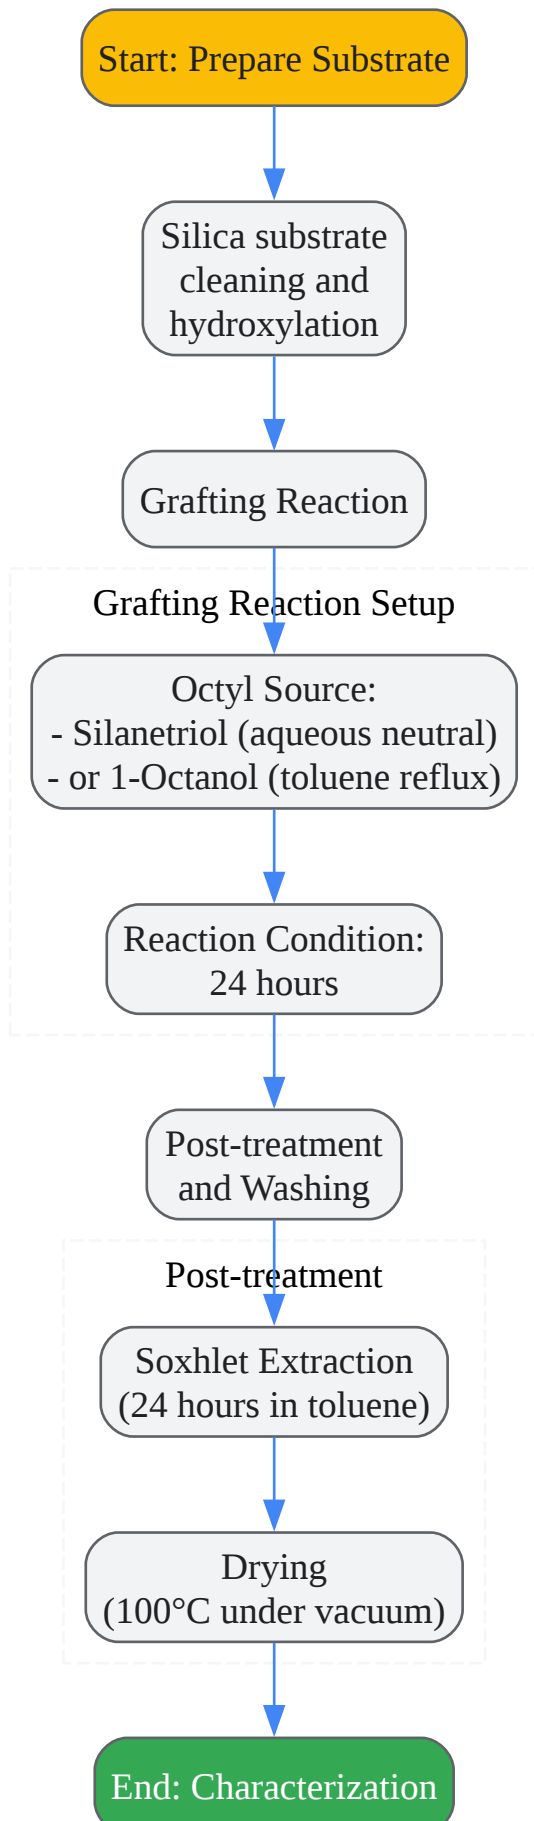 Start: Prepare Substrate
Silica substrate
cleaning and
hydroxylation
Grafting Reaction
Grafting Reaction Setup
Octyl Source:
- Silanetriol (aqueous neutral)
- or 1-Octanol (toluene reflux)
Reaction Condition:
24 hours
Post-treatment
and Washing
Post-treatment
Soxhlet Extraction
(24 hours in toluene)
Drying
(100°C under vacuum)
End: Characterization